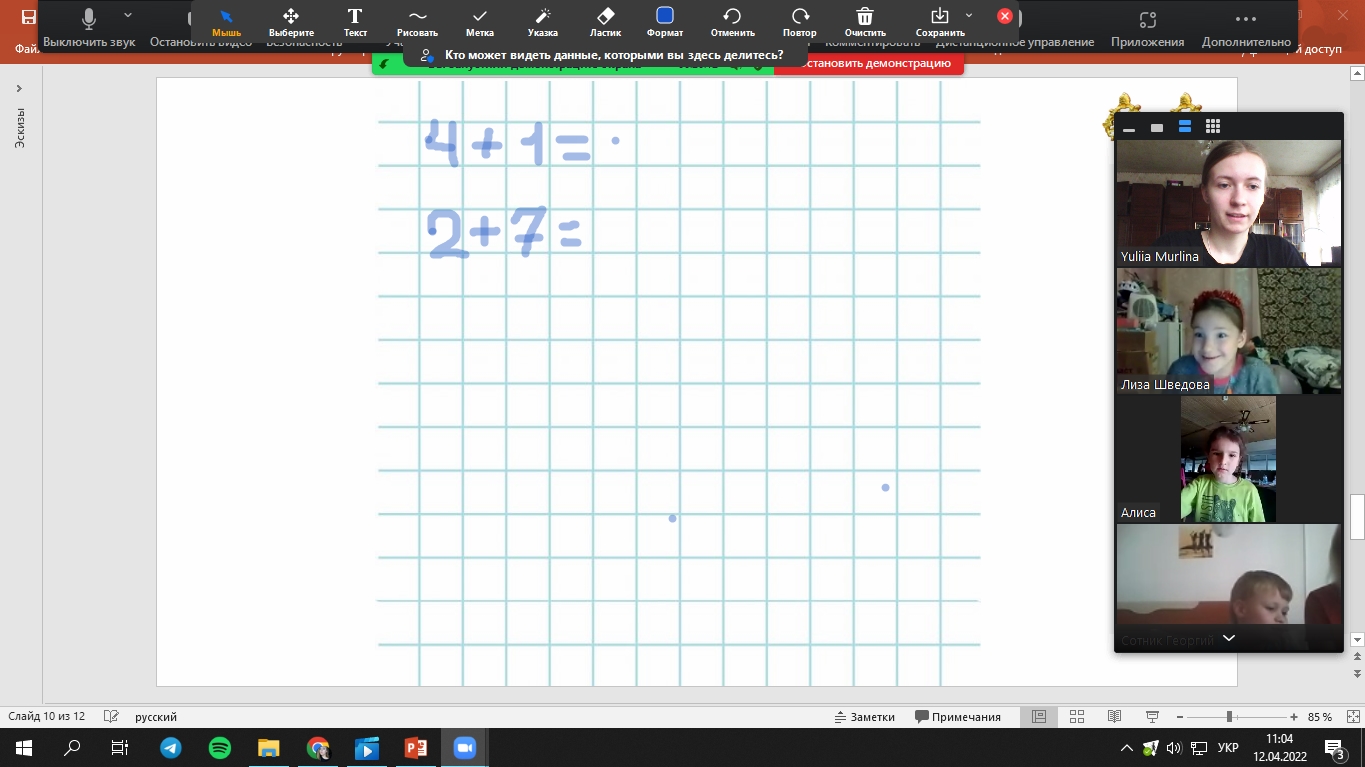 Мышь Выберите Текст Рисовать Метка Указка Ластик Формат Отменить Повтор Очистить Сохранить
Выключить звук Остановить видео Безопасность Комментировать Дистанционное управление Приложения Дополнительно
Кто может видеть данные, которыми вы здесь делитесь?
остановить демонстрацию
Эскизы
4+1=
2+7=
Yuliia Murlina
Лиза Шведова
Алиса
Сотник Георгий
Слайд 10 из 12 русский Заметки Примечания 85 %
УКР 11:04
12.04.2022 3